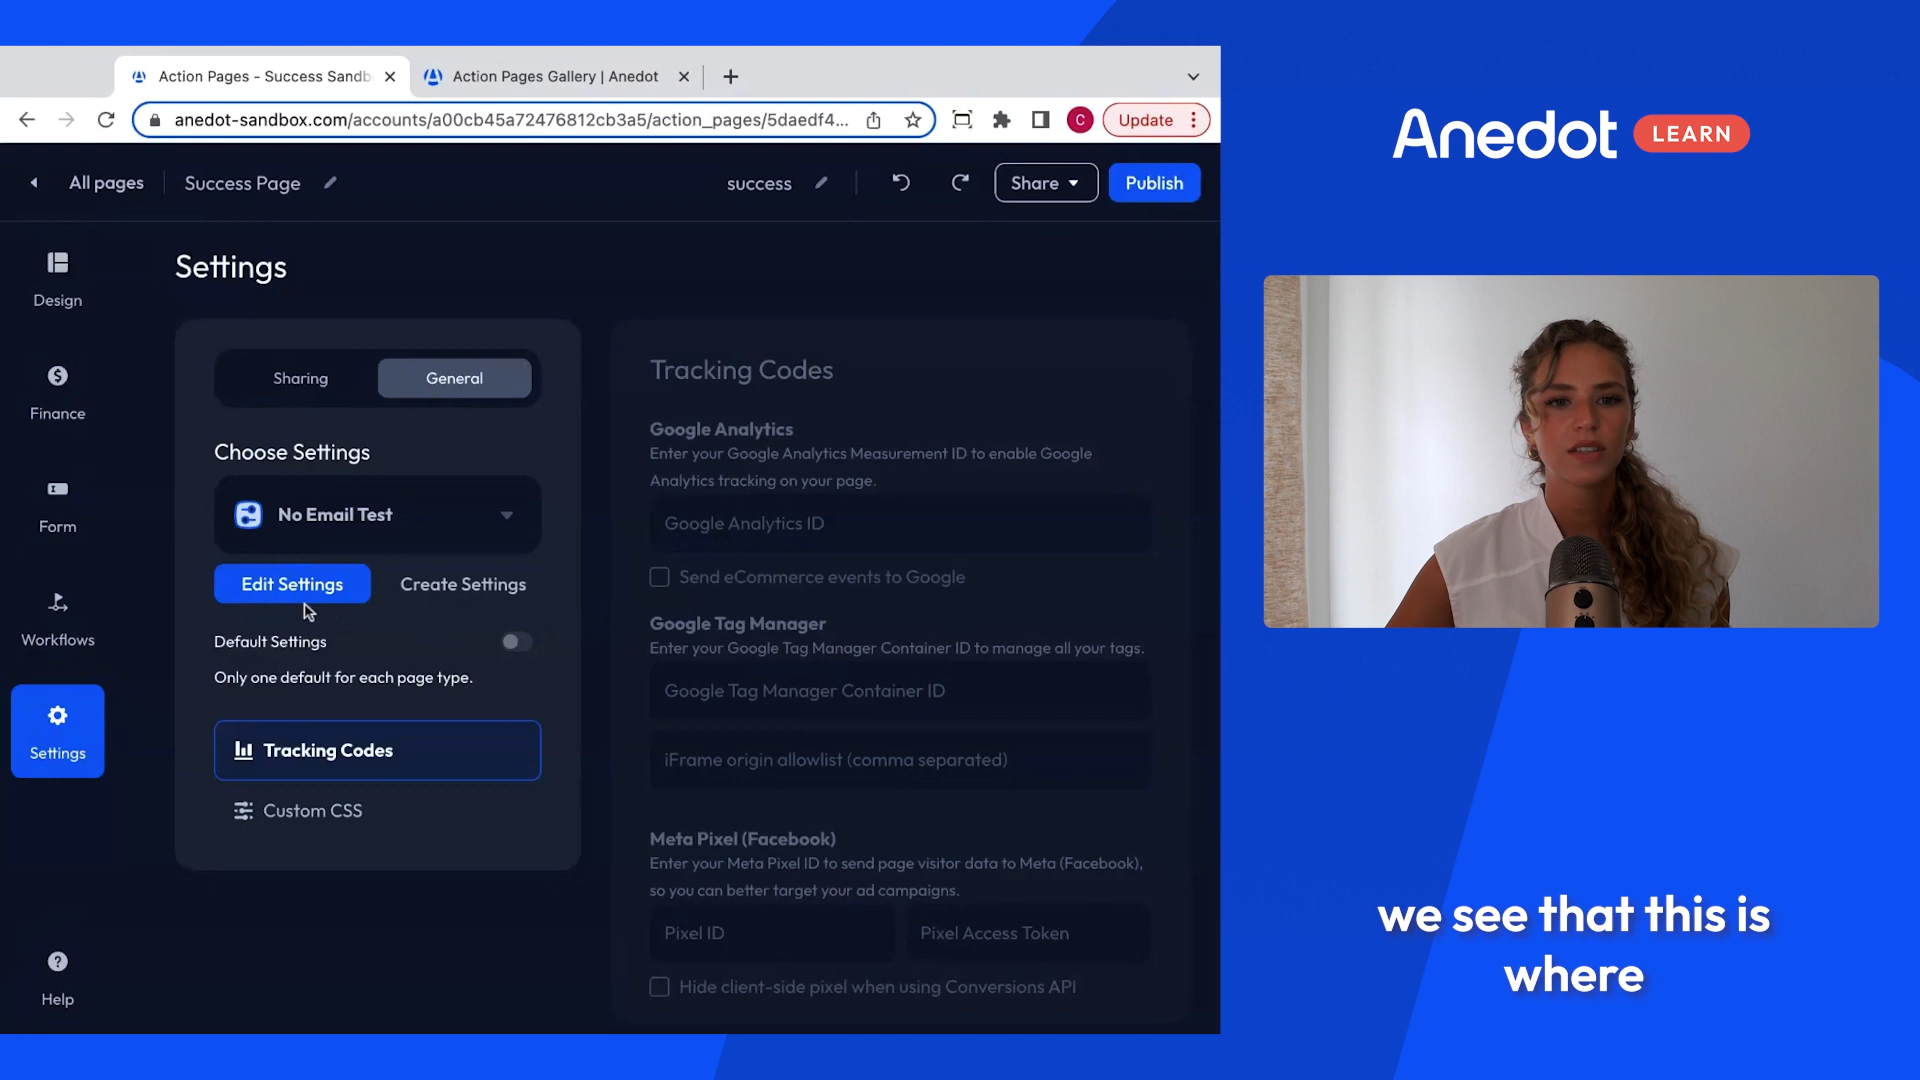 Action Pages - Success Sandb
Action Pages Gallery | Anedot
anedot-sandbox.com/accounts/a00cb45a72476812cb3a5/action_pages/5daedf4...
C
Update
All pages
Success Page
success
Share
Publish
Design
Finance
Form
Workflows
Settings
Help
Settings
Sharing
General
Choose Settings
No Email Test
Edit Settings
Create Settings
Default Settings
Only one default for each page type.
Tracking Codes
Custom CSS
Tracking Codes
Google Analytics
Enter your Google Analytics Measurement ID to enable Google
Analytics tracking on your page.
Google Analytics ID
Send eCommerce events to Google
Google Tag Manager
Enter your Google Tag Manager Container ID to manage all your tags.
Google Tag Manager Container ID
iFrame origin allowlist (comma separated)
Meta Pixel (Facebook)
Enter your Meta Pixel ID to send page visitor data to Meta (Facebook),
so you can better target your ad campaigns.
Pixel ID
Pixel Access Token
Hide client-side pixel when using Conversions API
Anedot LEARN
we see that this is
where